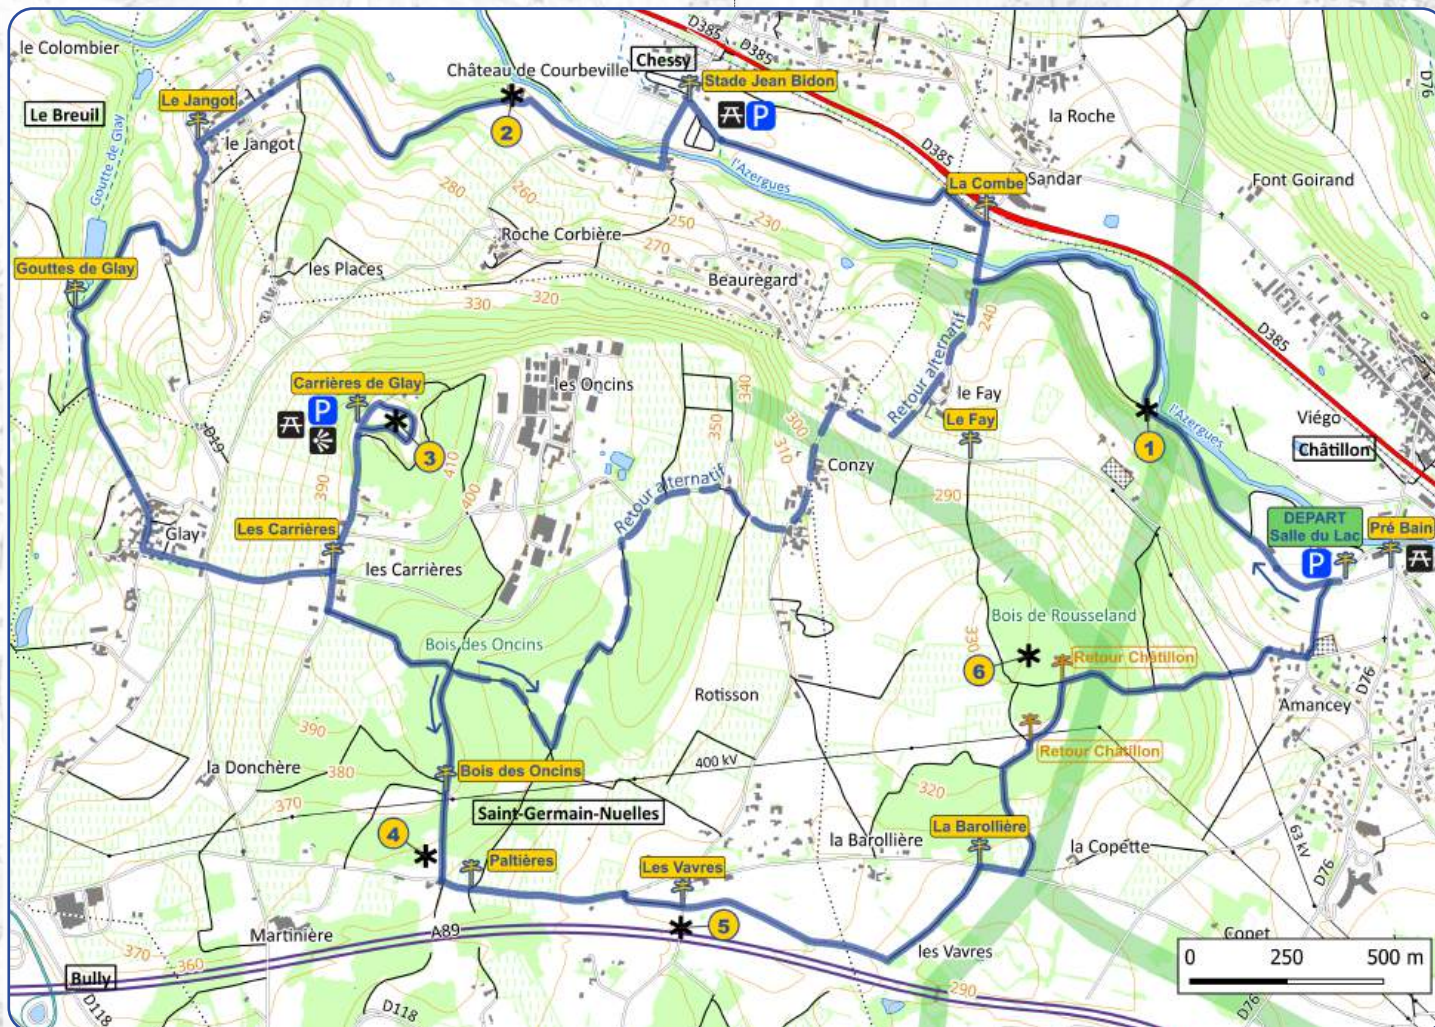 D385
D385
le Colombier
Chessy
Château de Courbeville
Stade Jean Bidon
D76
Le Jangot
Le Breuil
P
la Roche
2
le Jangot
D385
Goutte de Glay
l'Azergues
La Combe
Sandar
Font Goirand
280
260
250
230
Roche Corbière
270
Gouttes de Glay
les Places
Beauregard
330
320
240
D385
Retour alternatif
Carrières de Glay
P
les Oncins
340
le Fay
350
300
Le Fay
l'Azergues
Viégo
D19
3
410
310
1
Châtillon
Conzy
390
400
290
Retour alternatif
DEPART
Salle du Lac
Pré Bain
Les Carrières
Glay
P
les Carrières
Bois de Rousseland
Bois des Oncins
330
6
Retour Châtillon
Rotisson
D76
Amancey
390
Retour Châtillon
la Donchère
380
Bois des Oncins
400 kV
370
320
Saint-Germain-Nuelles
4
La Barollière
la Barollière
la Copette
63 kV
Paltières
Les Vavres
D76
5
Martinière
A89
Copet
370
360
les Vavres
0 250 500 m
Bully
290
D118
D118
D76